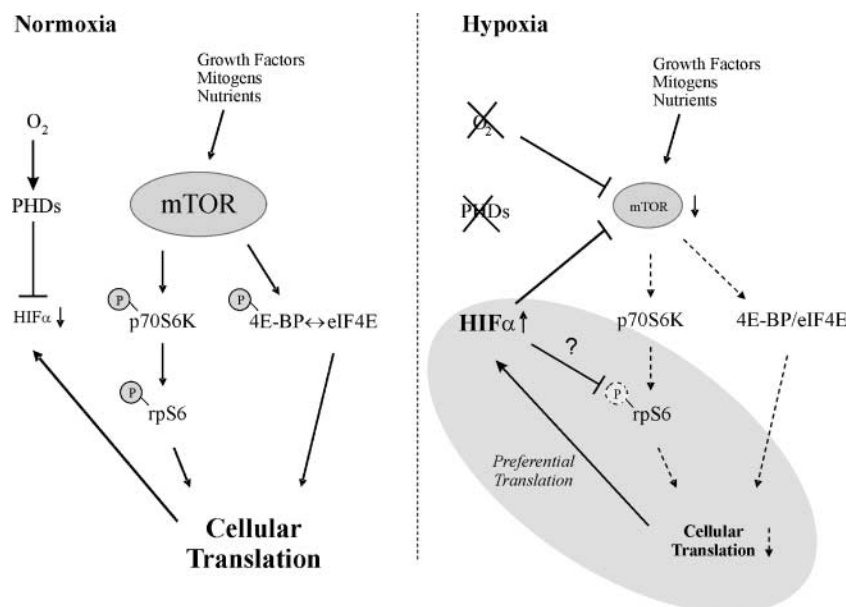 Normoxia
Growth Factors
Mitogens
Nutrients
O2
PHDs
mTOR
HIFα
P
p70S6K
P
4E-BP↔eIF4E
P
rpS6
Cellular
Translation
Hypoxia
Growth Factors
Mitogens
Nutrients
O2
PHDs
mTOR
HIFα
p70S6K
4E-BP/eIF4E
?
P
rpS6
Preferential
Translation
Cellular
Translation